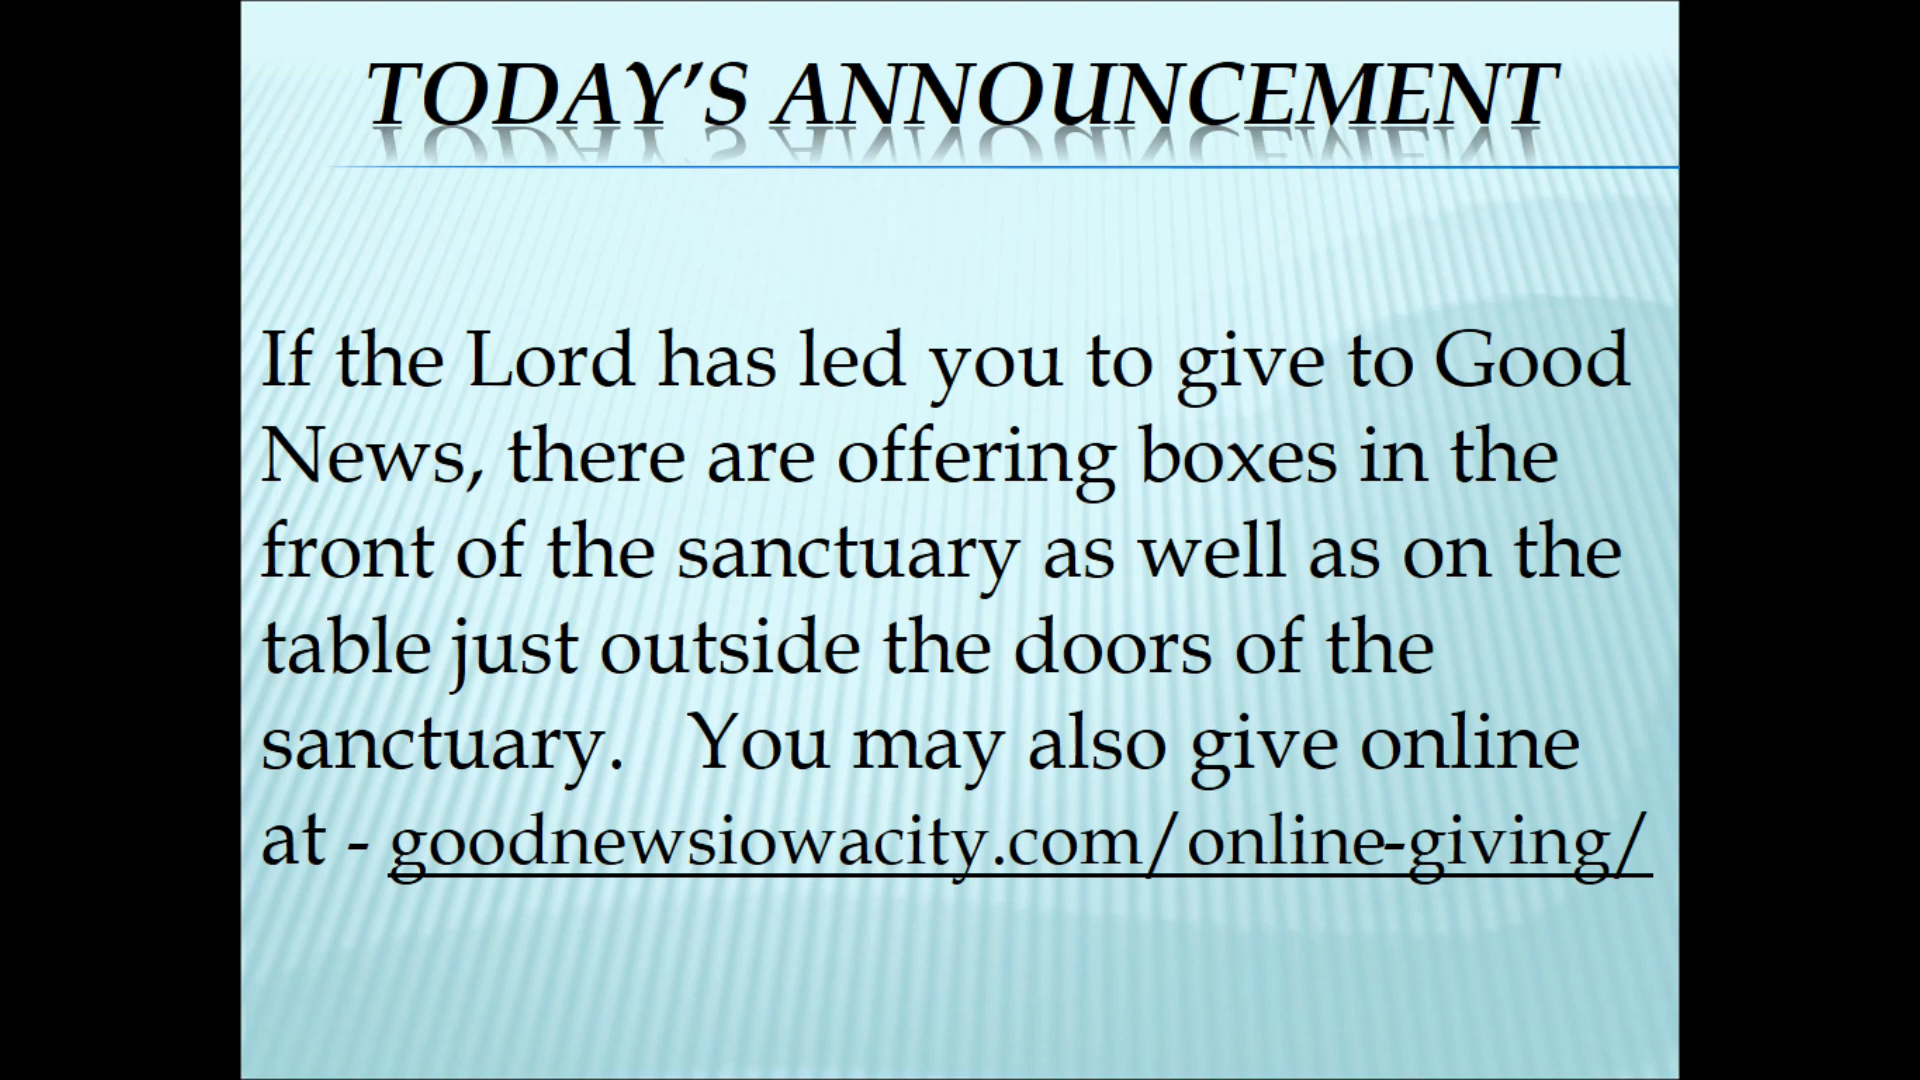 TODAY'S ANNOUNCEMENT
If the Lord has led you to give to Good
News, there are offering boxes in the
front of the sanctuary as well as on the
table just outside the doors of the
sanctuary.   You may also give online
at - goodnewsiowacity.com/online-giving/